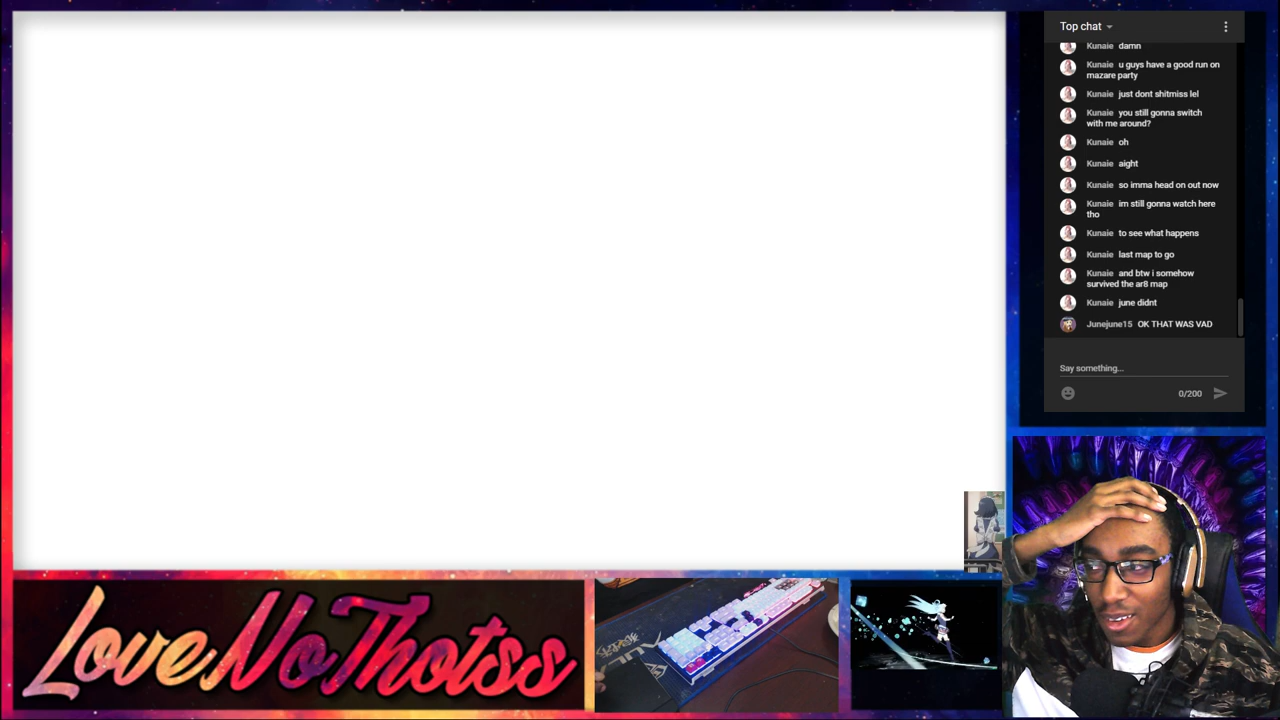 Top chat
Kunaie damn
Kunaie u guys have a good run on
mazare party
Kunaie just dont shitmiss lel
Kunaie you still gonna switch
with me around?
Kunaie oh
Kunaie aight
Kunaie so imma head on out now
Kunaie im still gonna watch here
tho
Kunaie to see what happens
Kunaie last map to go
Kunaie and btw i somehow
survived the ar8 map
Kunaie june didnt
Junejune15 OK THAT WAS VAD
Say something...
0/200
LoveNoThotss